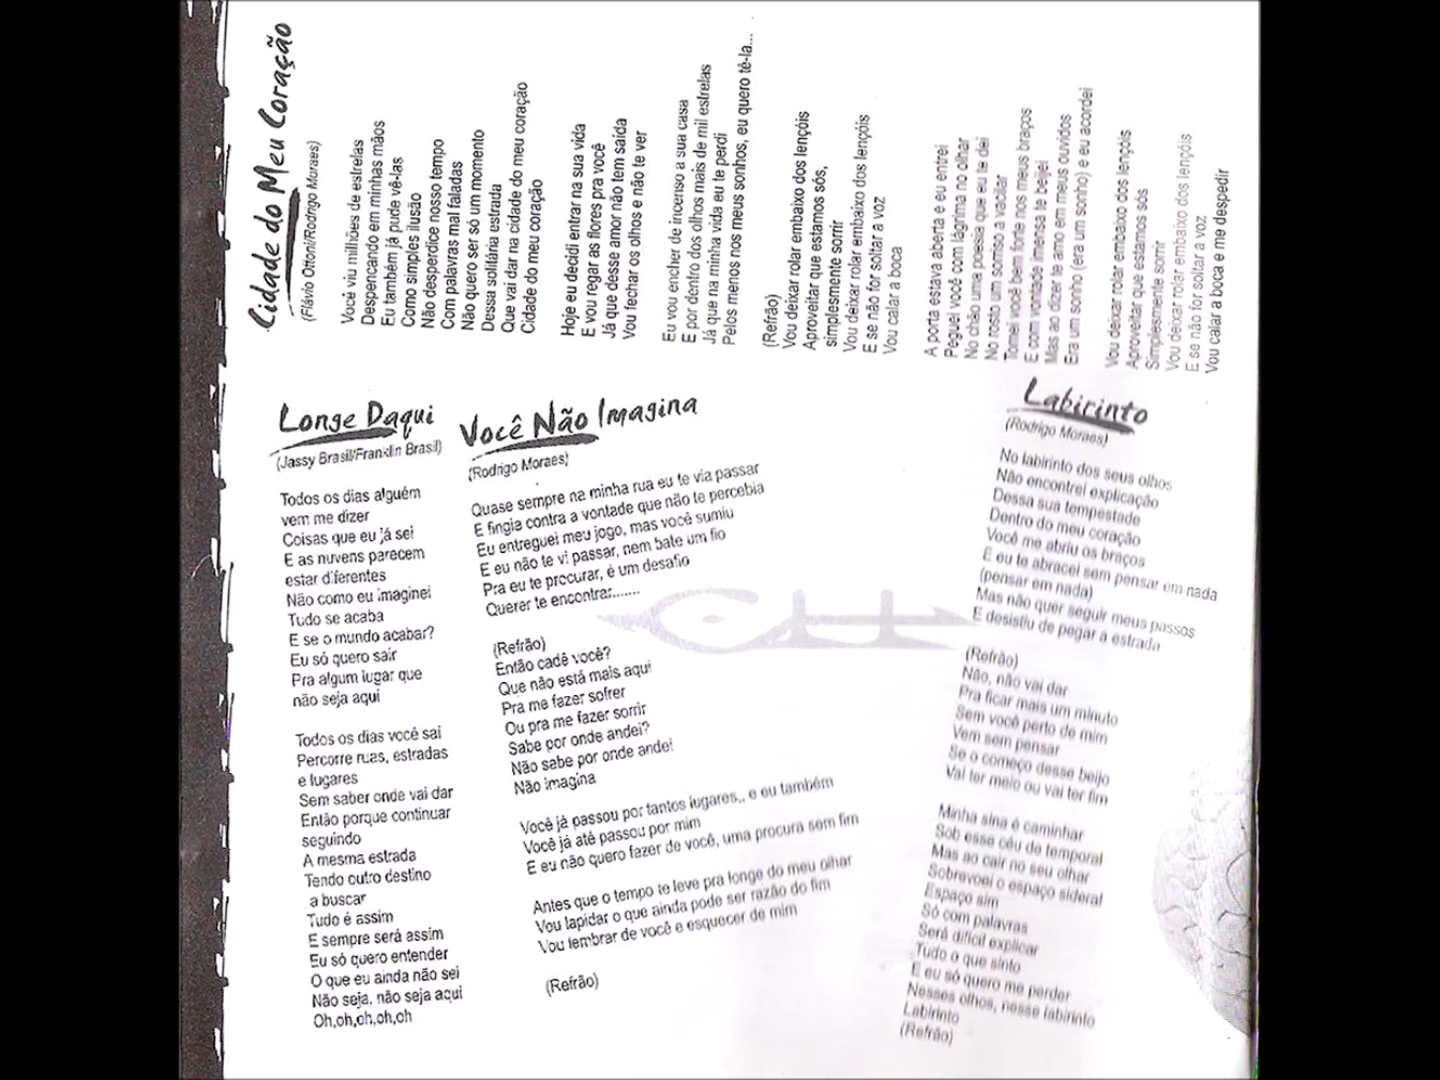 Cidade do Meu Coração
(Flávio Ottoni/Rodrigo Moraes)
Você viu milhões de estrelas
Despencando em minhas mãos
Eu também já pude vê-las
Como simples ilusão
Não desperdice nosso tempo
Com palavras mal faladas
Não quero ser só um momento
Dessa solitária estrada
Que vai dar na cidade do meu coração
Cidade do meu coração
Hoje eu decidi entrar na sua vida
E vou regar as flores pra você
Já que desse amor não tem saída
Vou fechar os olhos e não te ver
Eu vou encher de incenso a sua casa
E por dentro dos olhos mais de mil estrelas
Já que na minha vida eu te perdi
Pelos menos nos meus sonhos, eu quero tê-la...
(Refrão)
Vou deixar rolar embaixo dos lençóis
Aproveitar que estamos sós,
simplesmente sorrir
Vou deixar rolar embaixo dos lençóis
E se não for soltar a voz
Vou calar a boca
A porta estava aberta e eu entrei
Peguei você com lágrima no olhar
No chão uma poesia que eu te dei
No rosto um sorriso a vacilar
Tomei você bem forte nos meus braços
E com vontade imensa te beijei
Mas ao dizer te amo em meus ouvidos
Era um sonho (era um sonho) e eu acordei
Vou deixar rolar embaixo dos lençóis
Aproveitar que estamos sós
Simplesmente sorrir
Vou deixar rolar embaixo dos lençóis
E se não for soltar a voz
Vou calar a boca e me despedir
Longe Daqui
(Jassy Brasil/Franklin Brasil)
Todos os dias alguém
vem me dizer
Coisas que eu já sei
E as nuvens parecem
estar diferentes
Não como eu imaginei
Tudo se acaba
E se o mundo acabar?
Eu só quero sair
Pra algum lugar que
não seja aqui
Todos os dias você sai
Percorre ruas, estradas
e lugares
Sem saber onde vai dar
Então porque continuar
seguindo
A mesma estrada
Tendo outro destino
a buscar
Tudo é assim
E sempre será assim
Eu só quero entender
O que eu ainda não sei
Não seja, não seja aqui
Oh,oh,oh,oh,oh
Você Não Imagina
(Rodrigo Moraes)
Quase sempre na minha rua eu te via passar
E fingia contra a vontade que não te percebia
Eu entreguei meu jogo, mas você sumiu
E eu não te vi passar, nem bate um fio
Pra eu te procurar, é um desafio
Querer te encontrar.......
(Refrão)
Então cadê você?
Que não está mais aqui
Pra me fazer sofrer
Ou pra me fazer sorrir
Sabe por onde andei?
Não sabe por onde andei
Não imagina
Você já passou por tantos lugares,, e eu também
Você já até passou por mim
E eu não quero fazer de você, uma procura sem fim
Antes que o tempo te leve pra longe do meu olhar
Vou lapidar o que ainda pode ser razão do fim
Vou lembrar de você e esquecer de mim
(Refrão)
Labirinto
(Rodrigo Moraes)
No labirinto dos seus olhos
Não encontrei explicação
Dessa sua tempestade
Dentro do meu coração
Você me abriu os braços
E eu te abracei sem pensar em nada
(pensar em nada)
Mas não quer seguir meus passos
E desistiu de pegar a estrada
(Refrão)
Não, não vai dar
Pra ficar mais um minuto
Sem você perto de mim
Vem sem pensar
Se o começo desse beijo
Vai ter meio ou vai ter fim
Minha sina é caminhar
Sob esse céu de temporal
Mas ao cair no seu olhar
Sobrevoei o espaço sideral
Espaço sim
Só com palavras
Será difícil explicar
Tudo o que sinto
E eu só quero me perder
Nesses olhos, nesse labirinto
Labirinto
(Refrão)